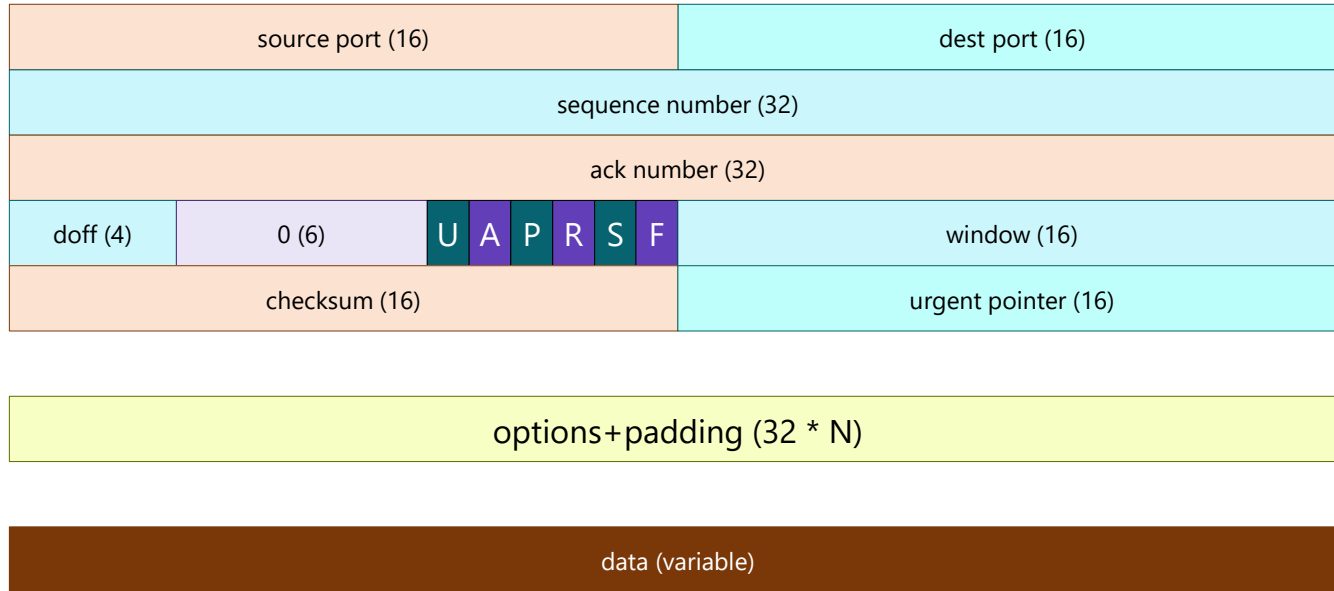 source port (16) dest port (16)
sequence number (32)
ack number (32)
doff (4) 0 (6) U A P R S F window (16)
checksum (16) urgent pointer (16)
options+padding (32 * N)
data (variable)